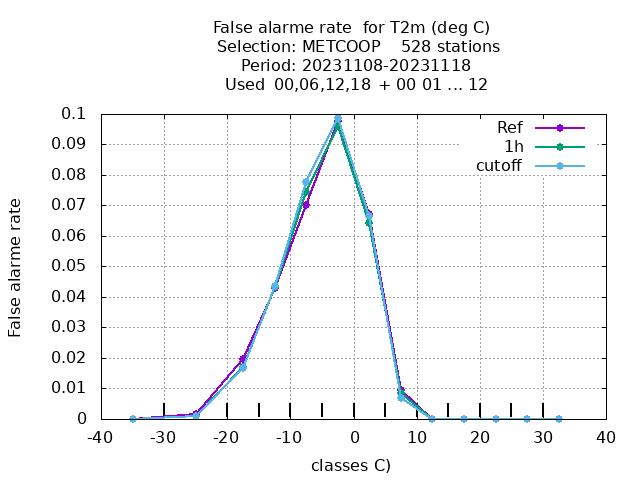 False alarme rate  for T2m (deg C)
Selection: METCOOP    528 stations
Period: 20231108-20231118
Used  00,06,12,18  + 00 01 ... 12
Ref
1h
cutoff
False alarme rate
0.1
0.09
0.08
0.07
0.06
0.05
0.04
0.03
0.02
0.01
0
-40 -30 -20 -10 0 10 20 30 40
classes C)